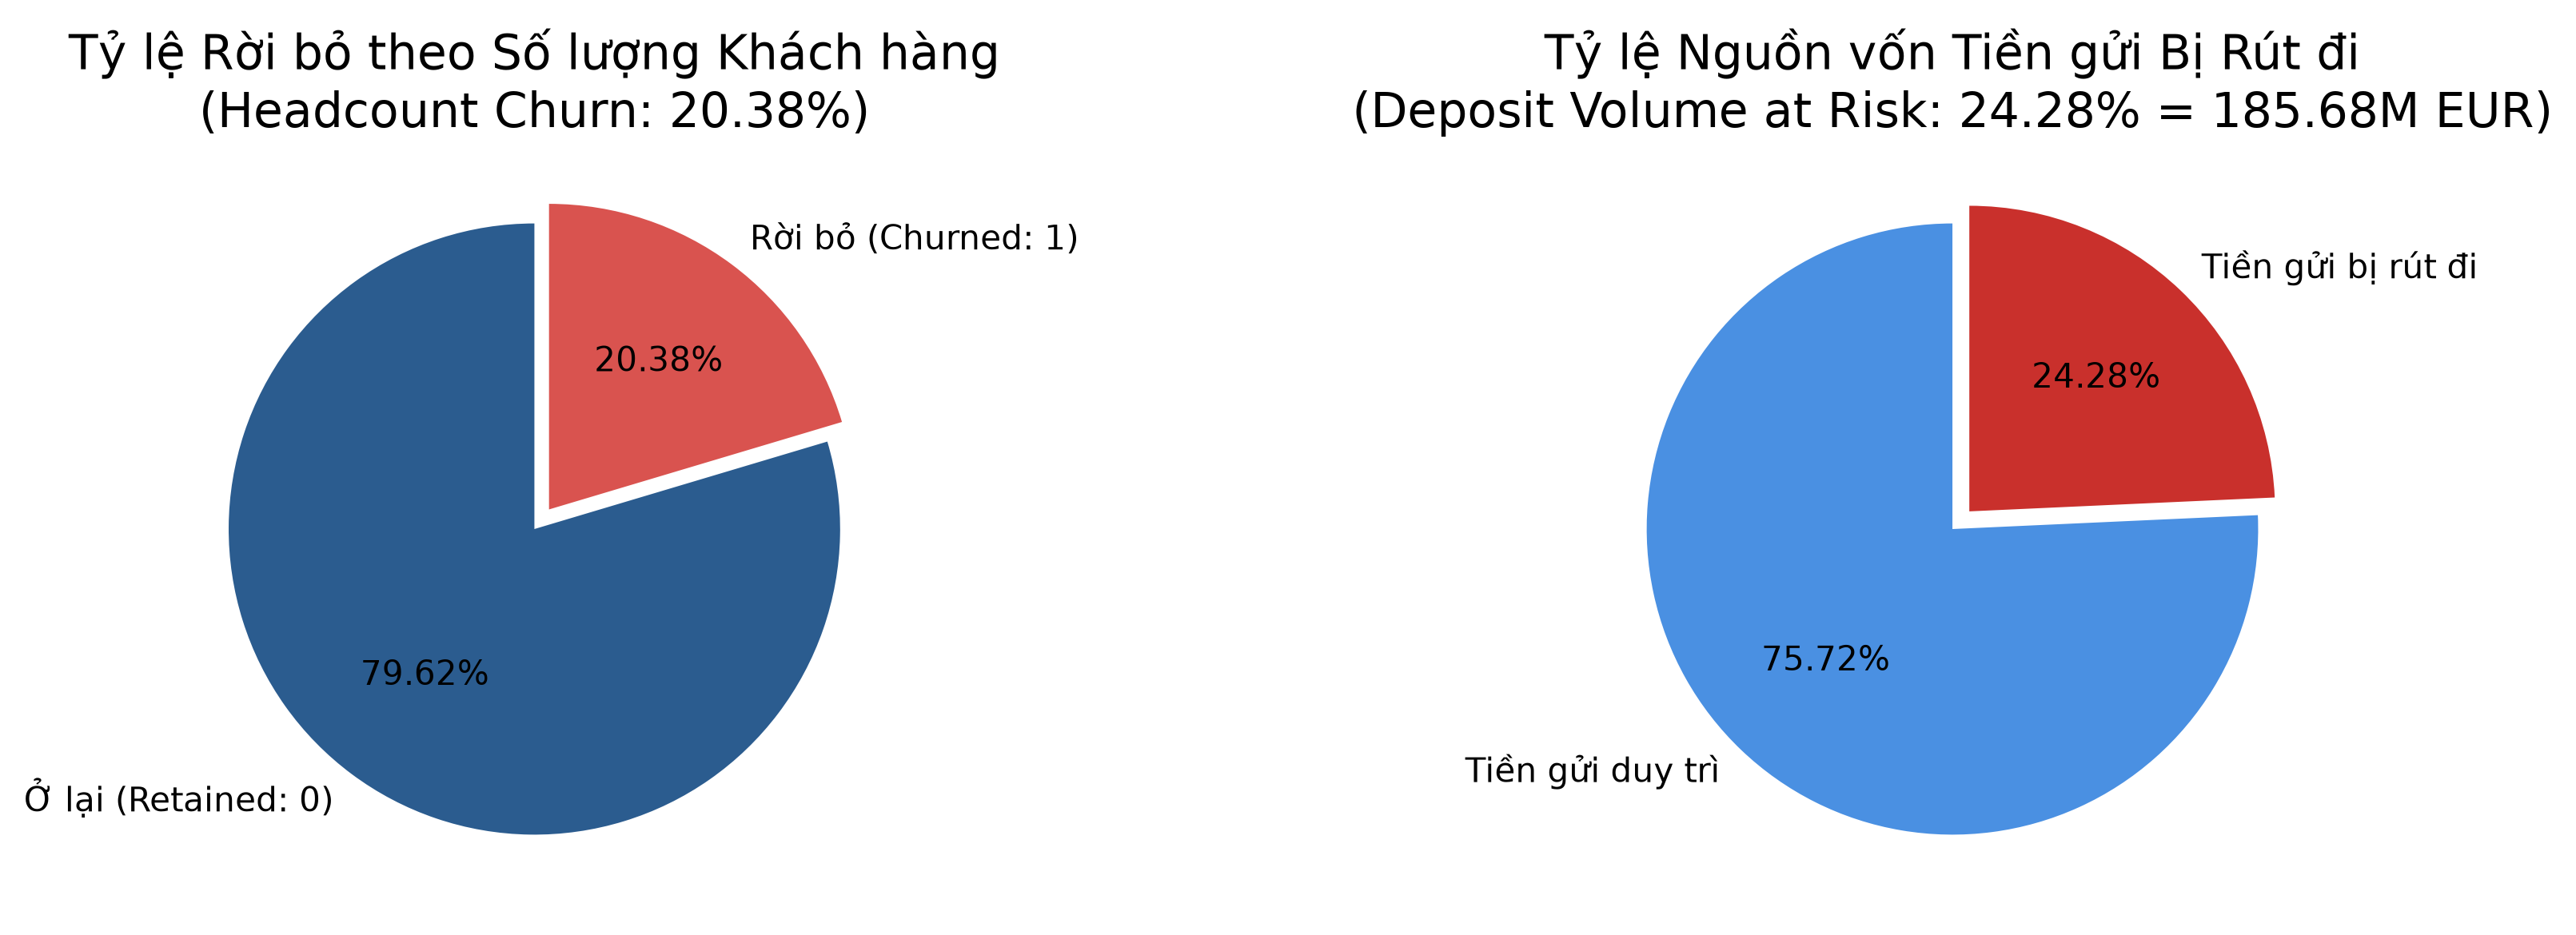 Tỷ lệ Rời bỏ theo Số lượng Khách hàng
(Headcount Churn: 20.38%)
Rời bỏ (Churned: 1)
20.38%
79.62%
Ở lại (Retained: 0)
Tỷ lệ Nguồn vốn Tiền gửi Bị Rút đi
(Deposit Volume at Risk: 24.28% = 185.68M EUR)
Tiền gửi bị rút đi
24.28%
75.72%
Tiền gửi duy trì